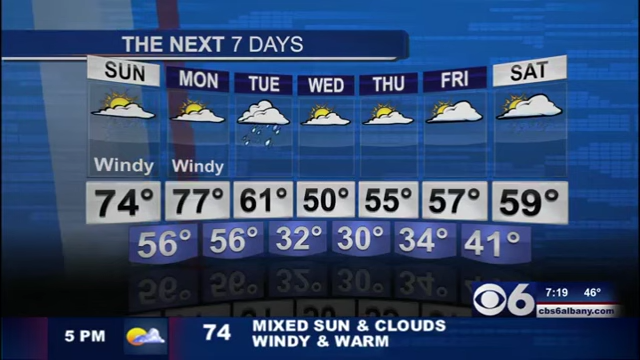 THE NEXT 7 DAYS
SUN MON TUE WED THU FRI SAT
Windy Windy
74° 77° 61° 50° 55° 57° 59°
56° 56° 32° 30° 34° 41°
6 7:19 46°
cbs6albany.com
5 PM 74 MIXED SUN & CLOUDS
WINDY & WARM